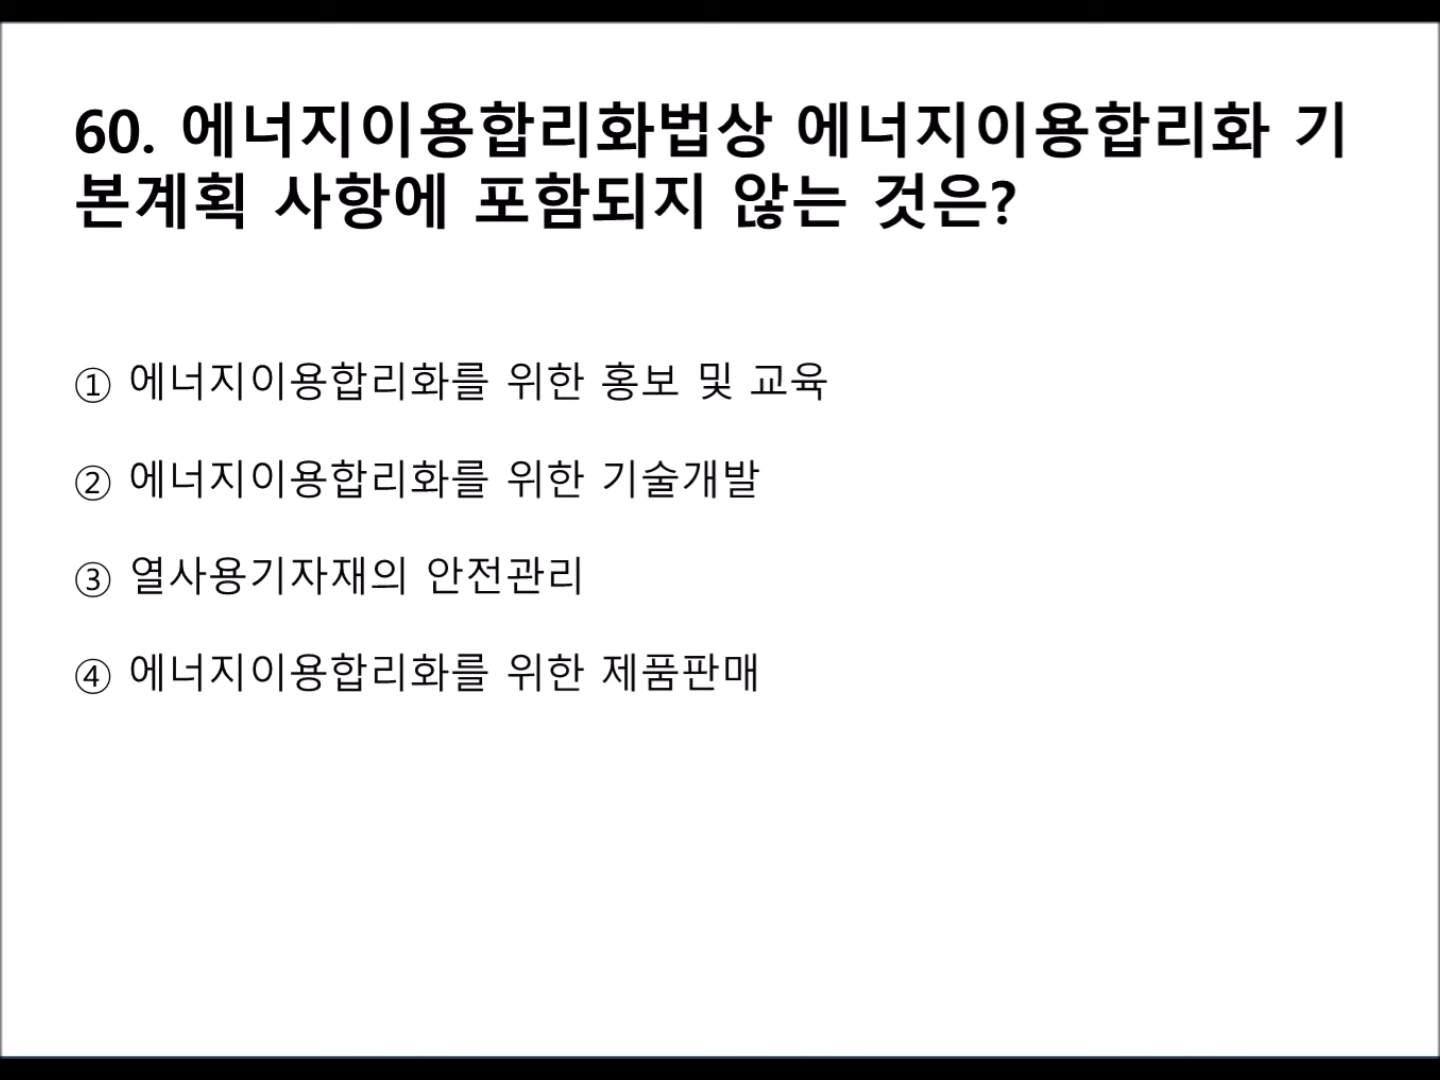 60. 에너지이용합리화법상 에너지이용합리화 기
본계획 사항에 포함되지 않는 것은?
① 에너지이용합리화를 위한 홍보 및 교육
② 에너지이용합리화를 위한 기술개발
③ 열사용기자재의 안전관리
④ 에너지이용합리화를 위한 제품판매